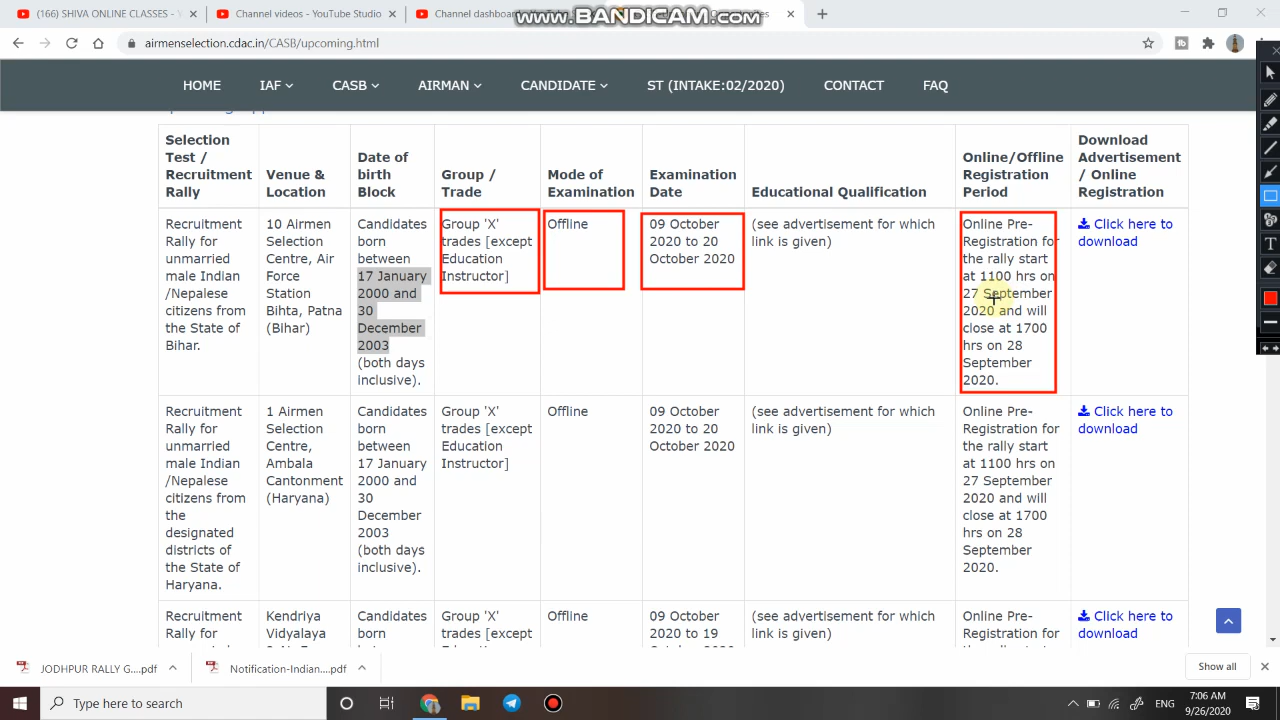 (166) SHIVA ONLINE CLASSES - Y
Channel videos - YouTube Studio
Channel dashboard
www.BANDICAM.com
airmenselection.cdac.in/CASB/upcoming.html
HOME
IAF
CASB
AIRMAN
CANDIDATE
ST (INTAKE:02/2020)
CONTACT
FAQ
Selection
Test /
Recruitment
Rally
Venue &
Location
Date of
birth
Block
Group /
Trade
Mode of
Examination
Examination
Date
Educational Qualification
Online/Offline
Registration
Period
Download
Advertisement
/ Online
Registration
Recruitment
Rally for
unmarried
male Indian
/Nepalese
citizens from
the State of
Bihar.
10 Airmen
Selection
Centre, Air
Force
Station
Bihta, Patna
(Bihar)
Candidates
born
between
17 January
2000 and
30
December
2003
(both days
inclusive).
Group 'X'
trades [except
Education
Instructor]
Offline
09 October
2020 to 20
October 2020
(see advertisement for which
link is given)
Online Pre-
Registration for
the rally start
at 1100 hrs on
27 September
2020 and will
close at 1700
hrs on 28
September
2020.
Click here to
download
Recruitment
Rally for
unmarried
male Indian
/Nepalese
citizens from
the
designated
districts of
the State of
Haryana.
1 Airmen
Selection
Centre,
Ambala
Cantonment
(Haryana)
Candidates
born
between
17 January
2000 and
30
December
2003
(both days
inclusive).
Group 'X'
trades [except
Education
Instructor]
Offline
09 October
2020 to 20
October 2020
(see advertisement for which
link is given)
Online Pre-
Registration for
the rally start
at 1100 hrs on
27 September
2020 and will
close at 1700
hrs on 28
September
2020.
Click here to
download
Recruitment
Rally for
Kendriya
Vidyalaya
Candidates
born
Group 'X'
trades [except
Offline
09 October
2020 to 19
(see advertisement for which
link is given)
Online Pre-
Registration for
Click here to
download
JODHPUR RALLY G....pdf
Notification-Indian....pdf
Show all
Type here to search
ENG
7:06 AM
9/26/2020